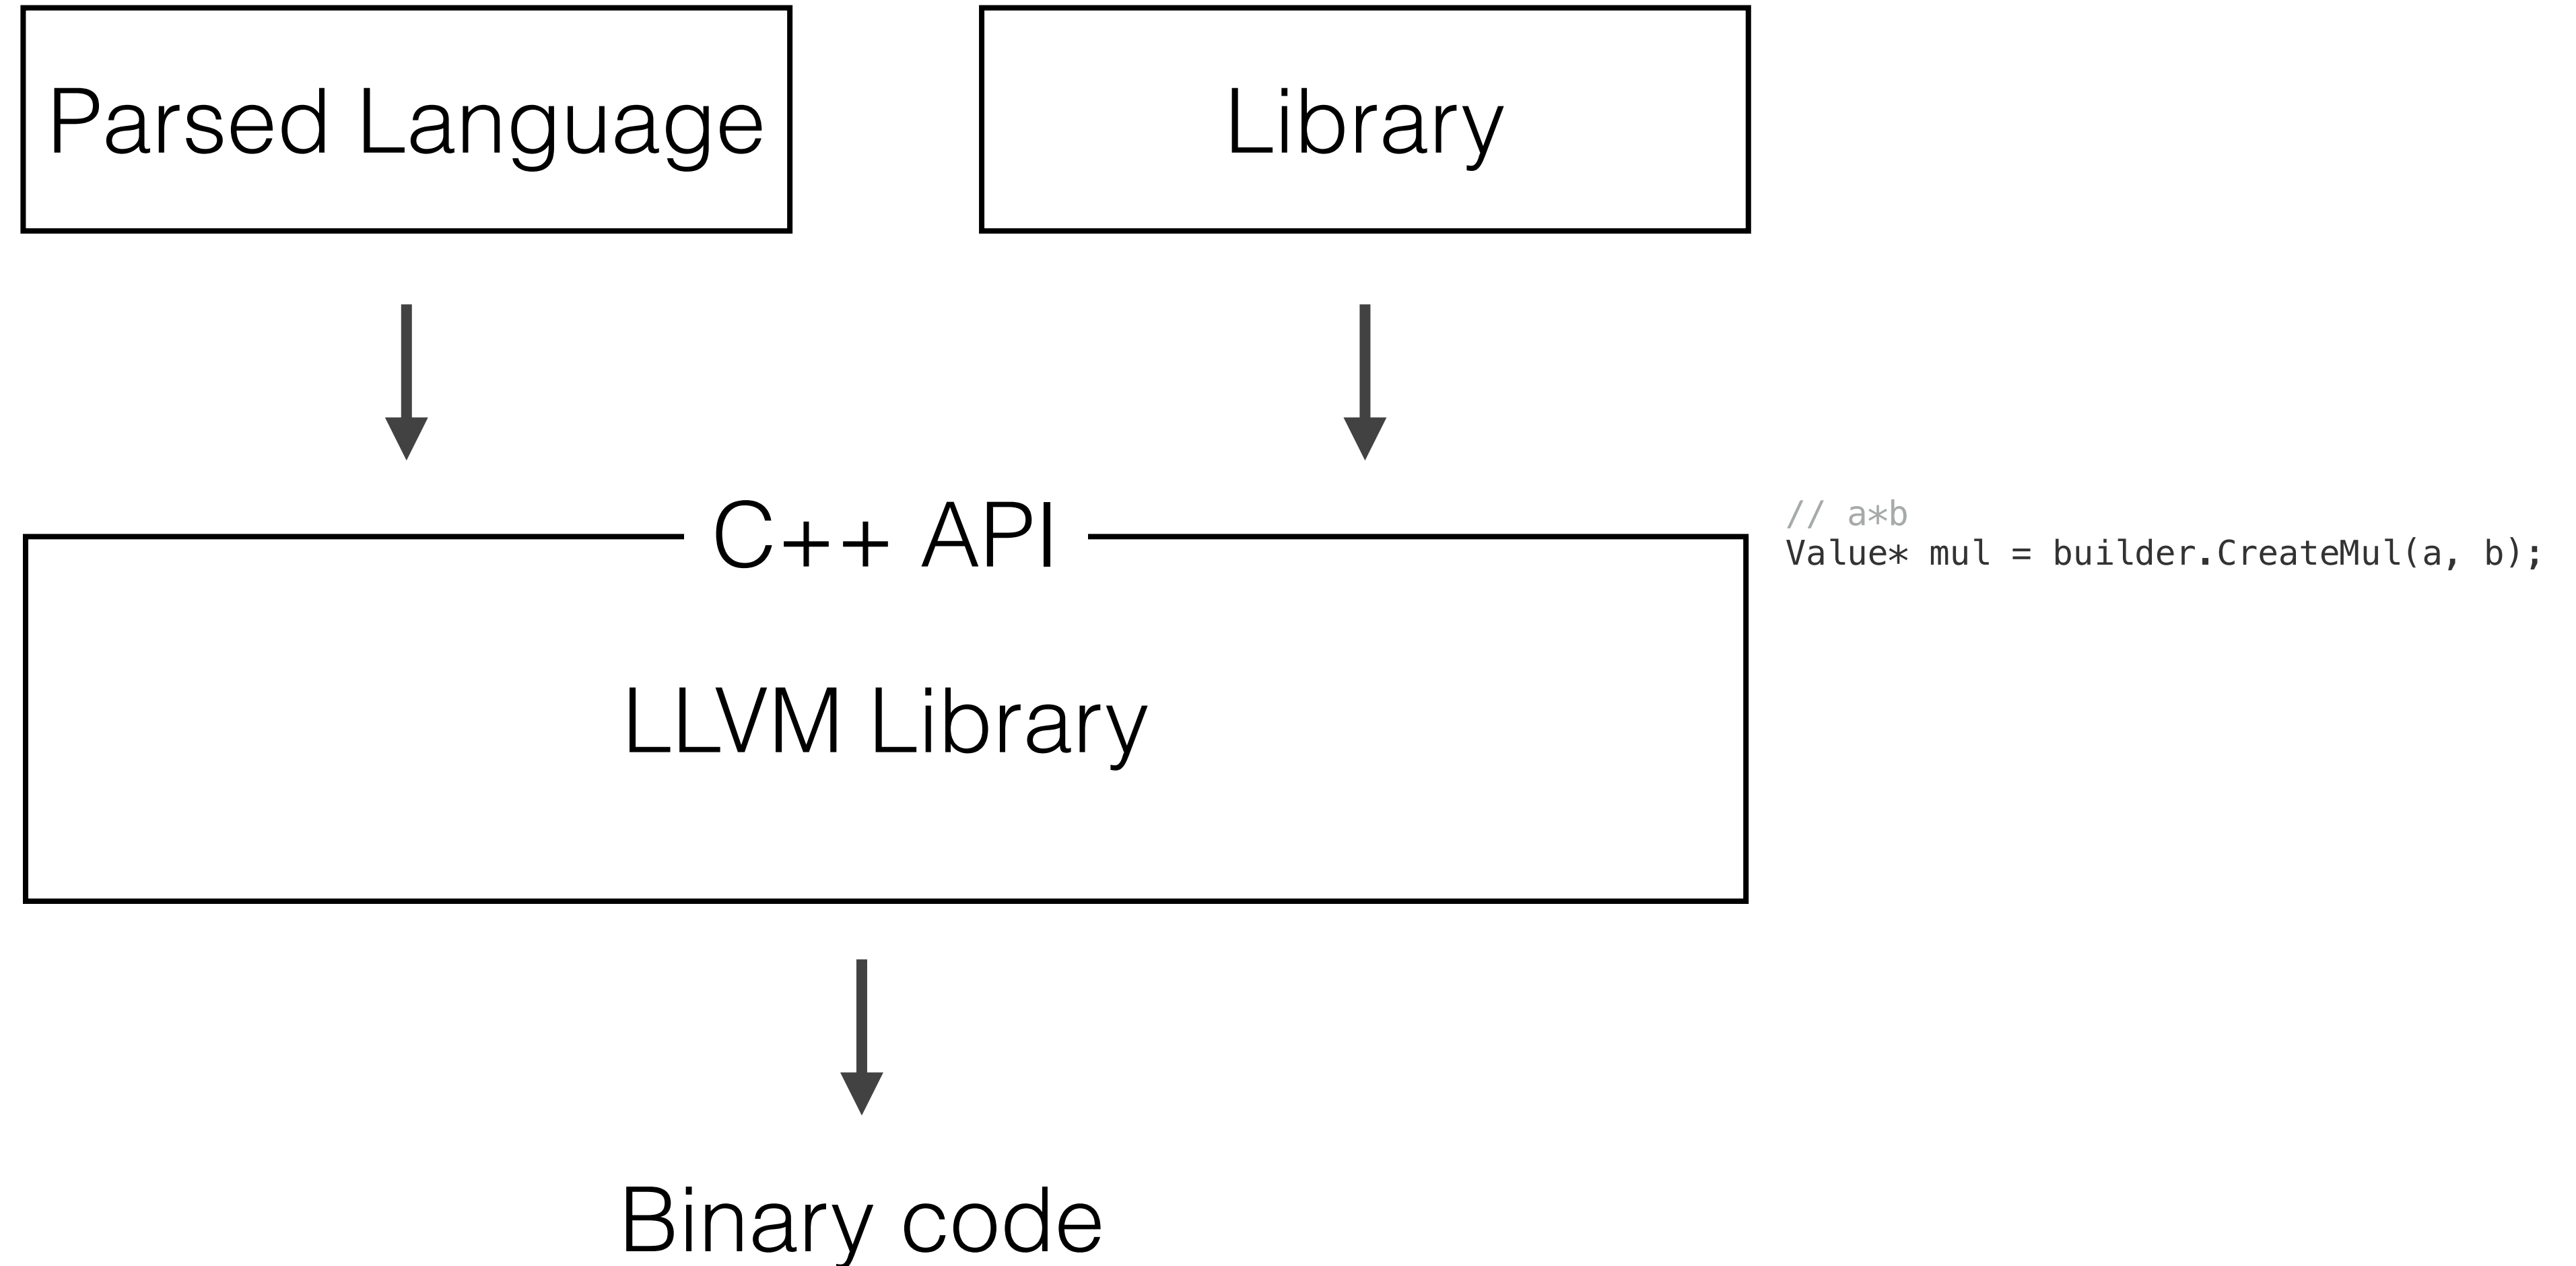 Parsed Language
Library
C++ API
// a*b
Value* mul = builder.CreateMul(a, b);
LLVM Library
Binary code